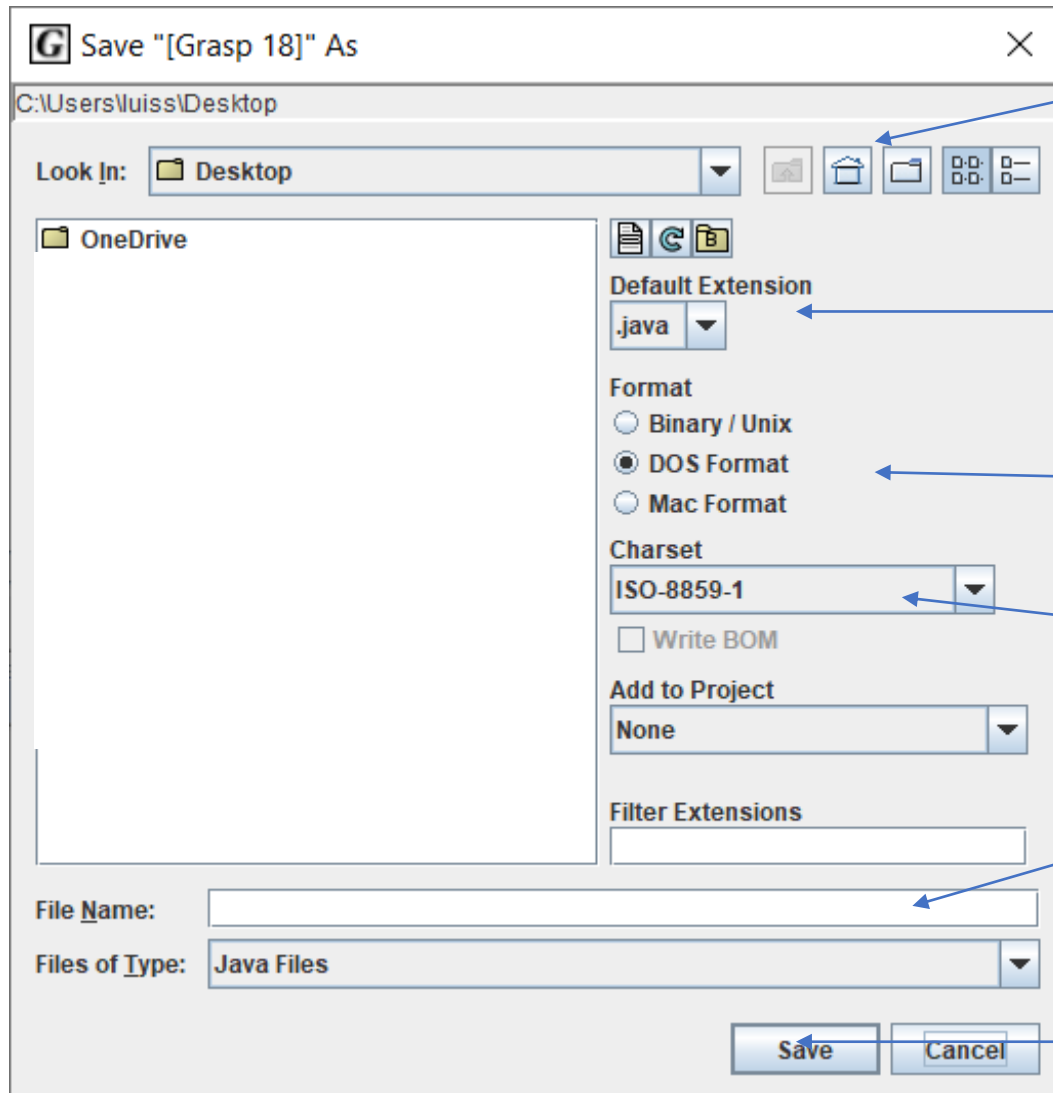 G Save "[Grasp 18]" As
C:\Users\luiss\Desktop
Look In: Desktop
OneDrive
B
Default Extension
.java
Format
Binary / Unix
DOS Format
Mac Format
Charset
ISO-8859-1
Write BOM
Add to Project
None
Filter Extensions
File Name:
Files of Type: Java Files
Save Cancel